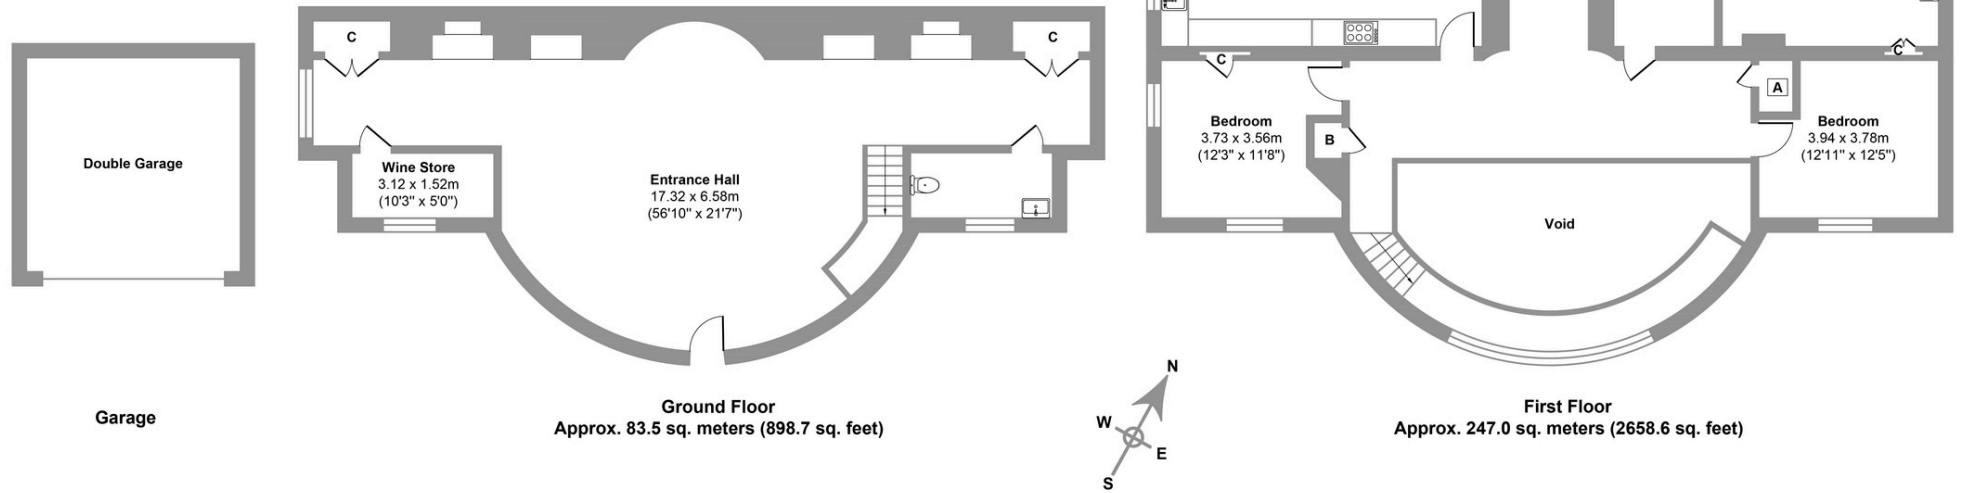 Double Garage
Garage
C
C
Wine Store
3.12 x 1.52m
(10'3" x 5'0")
Entrance Hall
17.32 x 6.58m
(56'10" x 21'7")
Ground Floor
Approx. 83.5 sq. meters (898.7 sq. feet)
N
W
E
S
C
C
Bedroom
3.73 x 3.56m
(12'3" x 11'8")
B
A
Bedroom
3.94 x 3.78m
(12'11" x 12'5")
Void
First Floor
Approx. 247.0 sq. meters (2658.6 sq. feet)